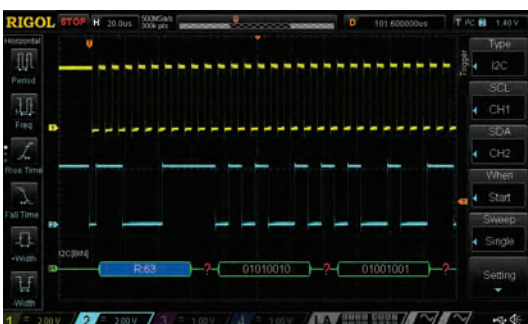 RIGOL STOP H 20.0us 500MSa/s 300k pts D 101.600000us T PC 2 1.40 V
Horizontal
Period
Freq
Rise Time
Fall Time
+Width
-Width
Trigger
Type
I2C
SCL
CH1
SDA
CH2
When
Start
Sweep
Single
Setting
I2C[BIN]
R:63 ? 01010010 ? 01001001 ?
1 = 2.00 V 2 = 2.00 V 3 = 1.00 V 4 = 1.00 V LA